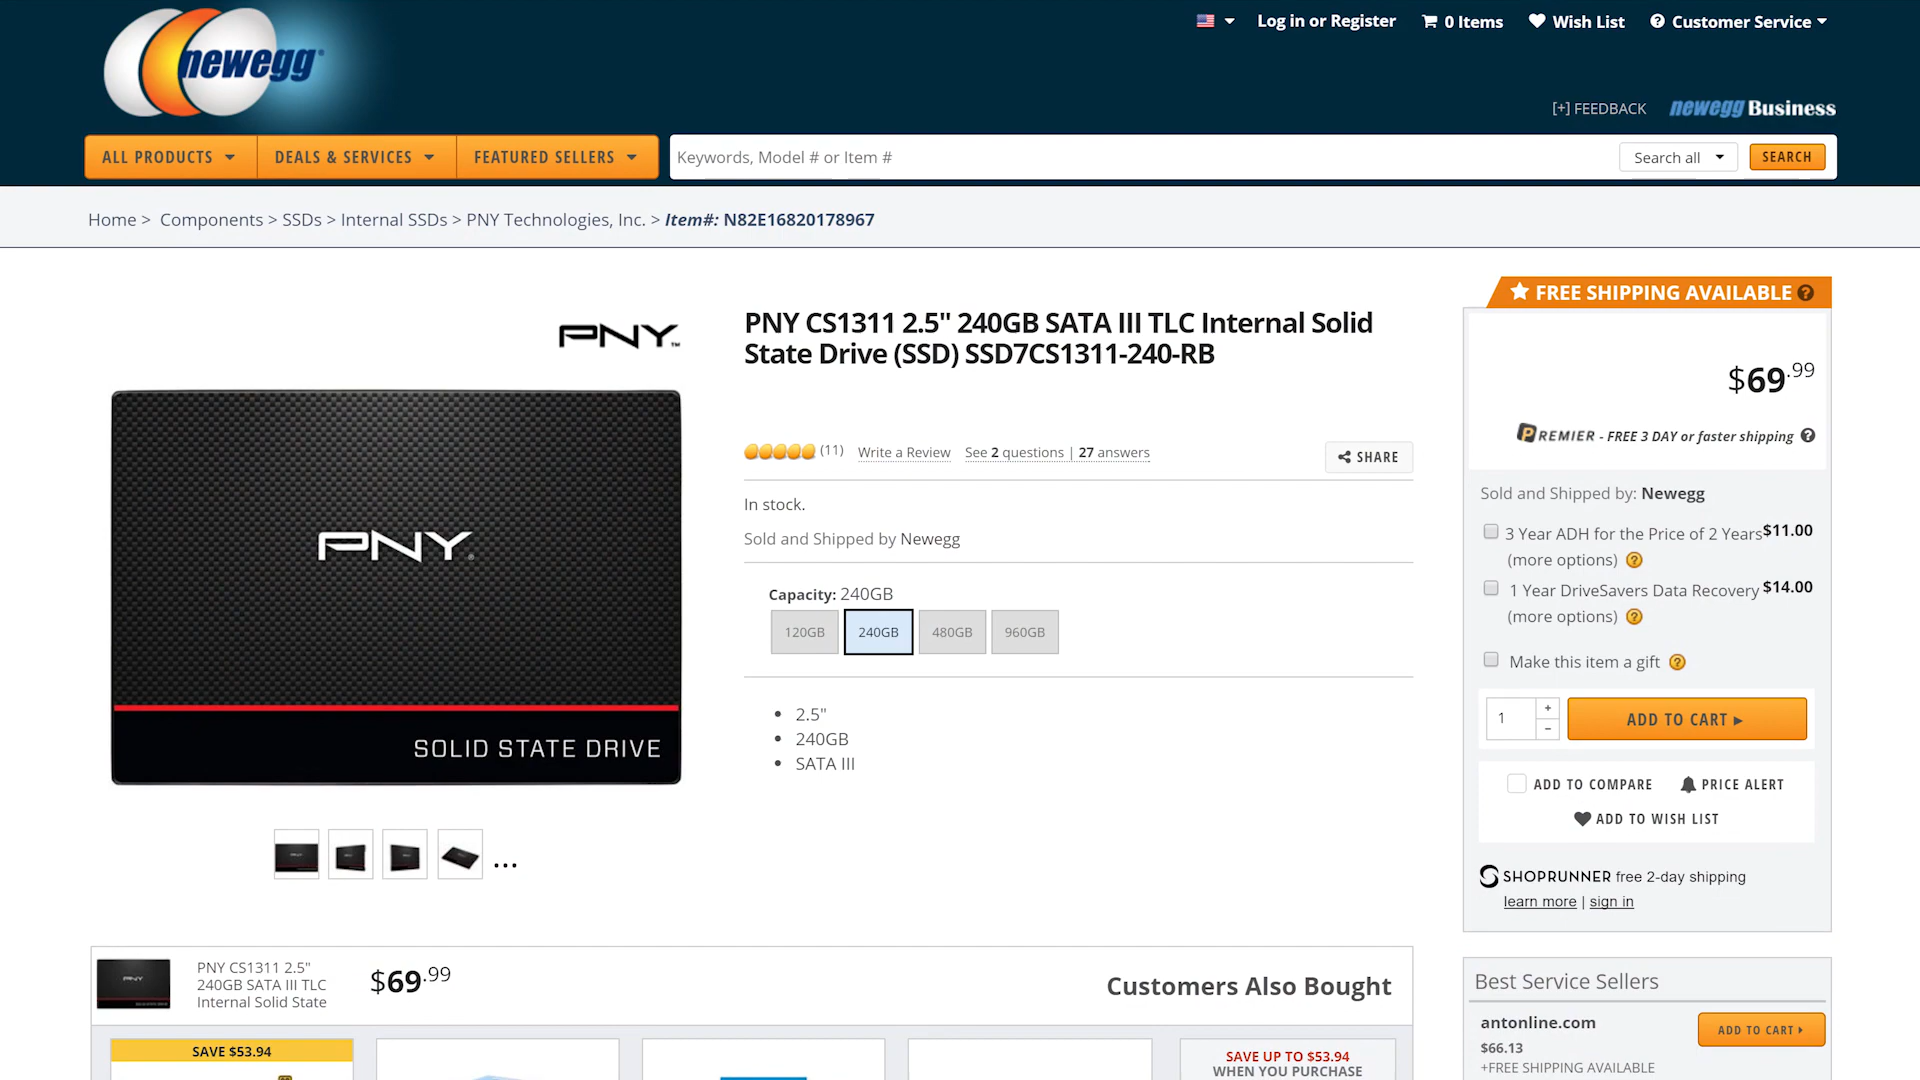 newegg
Log in or Register
0 Items
Wish List
Customer Service
[+] FEEDBACK
newegg Business
ALL PRODUCTS
DEALS & SERVICES
FEATURED SELLERS
Keywords, Model # or Item #
Search all
SEARCH
Home > Components > SSDs > Internal SSDs > PNY Technologies, Inc. > Item#: N82E16820178967
PNY™
PNY
SOLID STATE DRIVE
...
PNY CS1311 2.5" 240GB SATA III TLC Internal Solid
State Drive (SSD) SSD7CS1311-240-RB
(11) Write a Review See 2 questions | 27 answers
SHARE
In stock.
Sold and Shipped by Newegg
Capacity: 240GB
120GB
240GB
480GB
960GB
• 2.5"
• 240GB
• SATA III
FREE SHIPPING AVAILABLE ?
$69.99
PREMIER - FREE 3 DAY or faster shipping ?
Sold and Shipped by: Newegg
3 Year ADH for the Price of 2 Years $11.00
(more options) ?
1 Year DriveSavers Data Recovery $14.00
(more options) ?
Make this item a gift ?
1
+
−
ADD TO CART
ADD TO COMPARE
PRICE ALERT
ADD TO WISH LIST
SHOPRUNNER free 2-day shipping
learn more | sign in
PNY CS1311 2.5"
240GB SATA III TLC
Internal Solid State
$69.99
Customers Also Bought
SAVE $53.94
SAVE UP TO $53.94
WHEN YOU PURCHASE
Best Service Sellers
antonline.com
$66.13
+FREE SHIPPING AVAILABLE
ADD TO CART